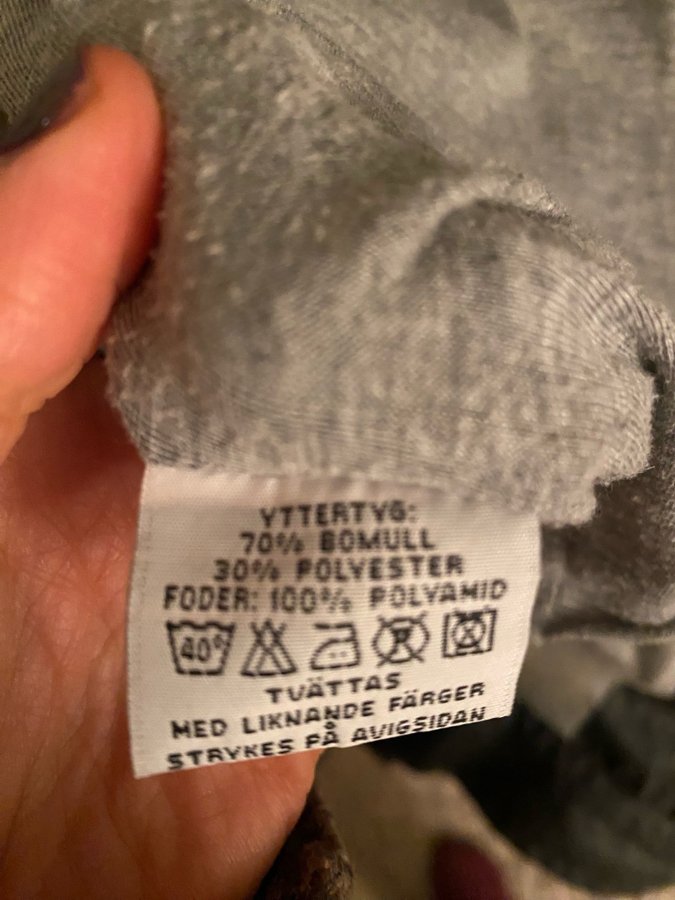 YTTERTYG:
70% BOMULL
30% POLYESTER
FODER: 100% POLYAMID
40° P
TVÄTTAS
MED LIKNANDE FÄRGER
STRYKES PÅ AVIGSIDAN